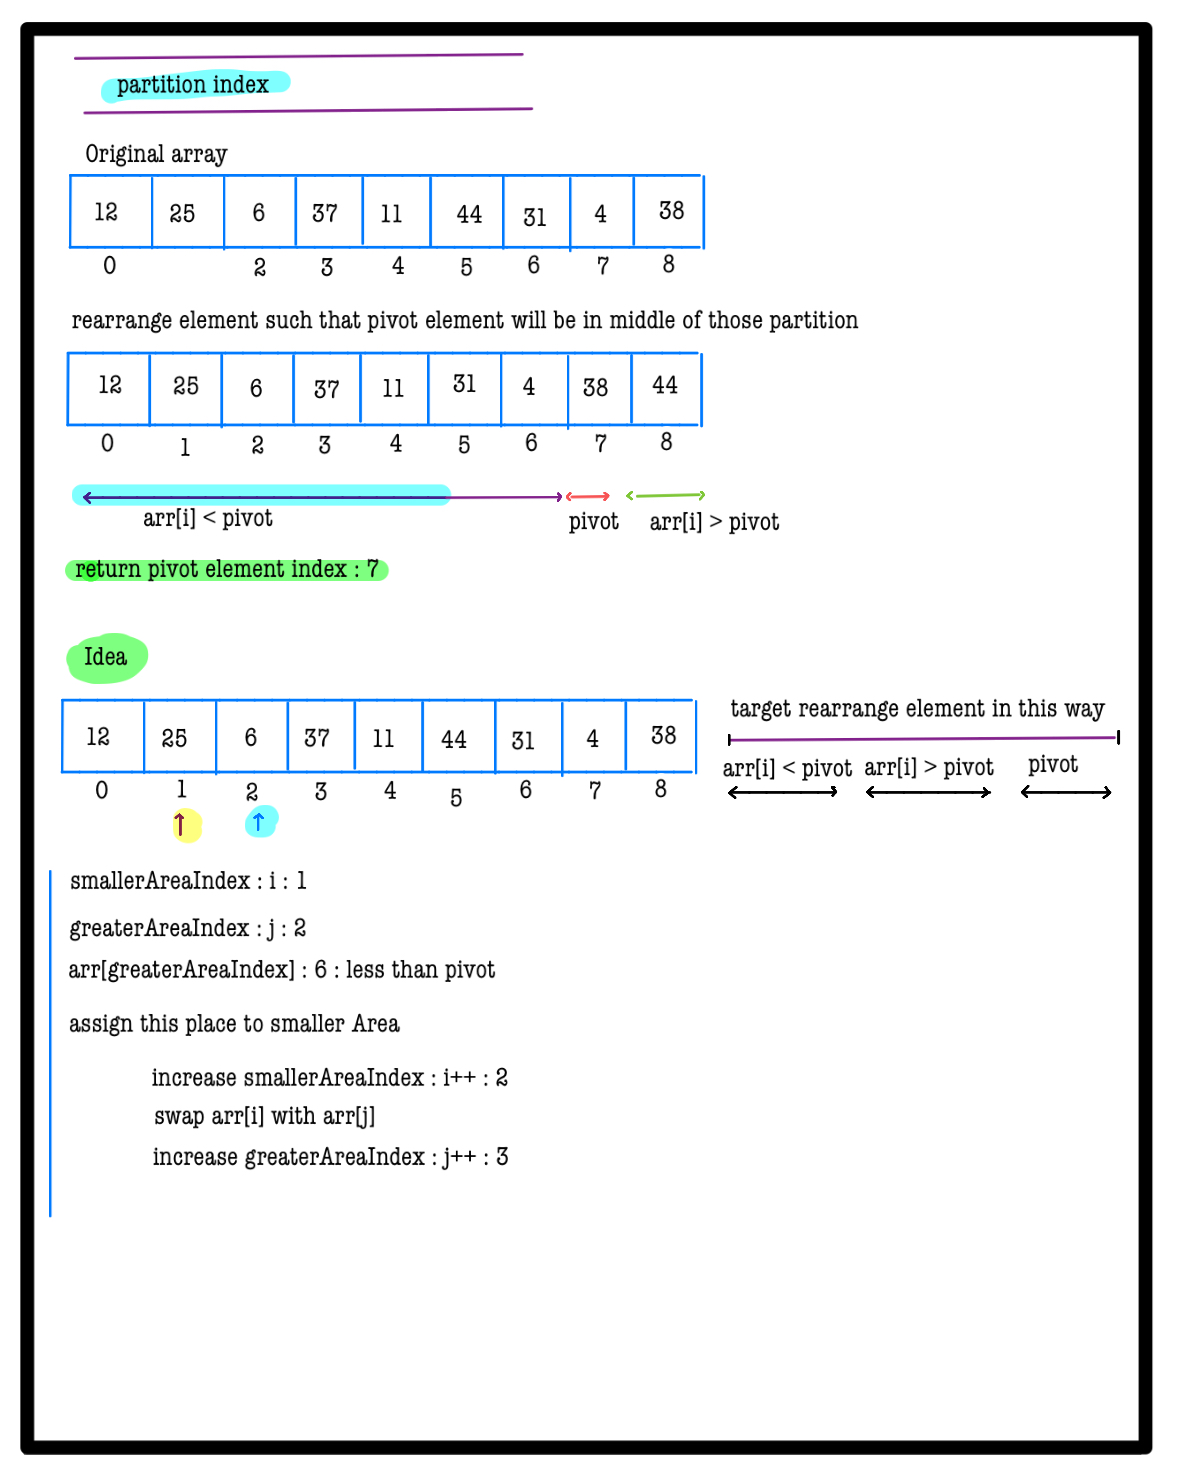 partition index
Original array
12 25 6 37 11 44 31 4 38
0 2 3 4 5 6 7 8
rearrange element such that pivot element will be in middle of those partition
12 25 6 37 11 31 4 38 44
0 1 2 3 4 5 6 7 8
arr[i] < pivot pivot arr[i] > pivot
return pivot element index : 7
Idea
target rearrange element in this way
12 25 6 37 11 44 31 4 38
arr[i] < pivot arr[i] > pivot pivot
0 1 2 3 4 5 6 7 8
smallerAreaIndex : i : 1
greaterAreaIndex : j : 2
arr[greaterAreaIndex] : 6 : less than pivot
assign this place to smaller Area
increase smallerAreaIndex : i++ : 2
swap arr[i] with arr[j]
increase greaterAreaIndex : j++ : 3